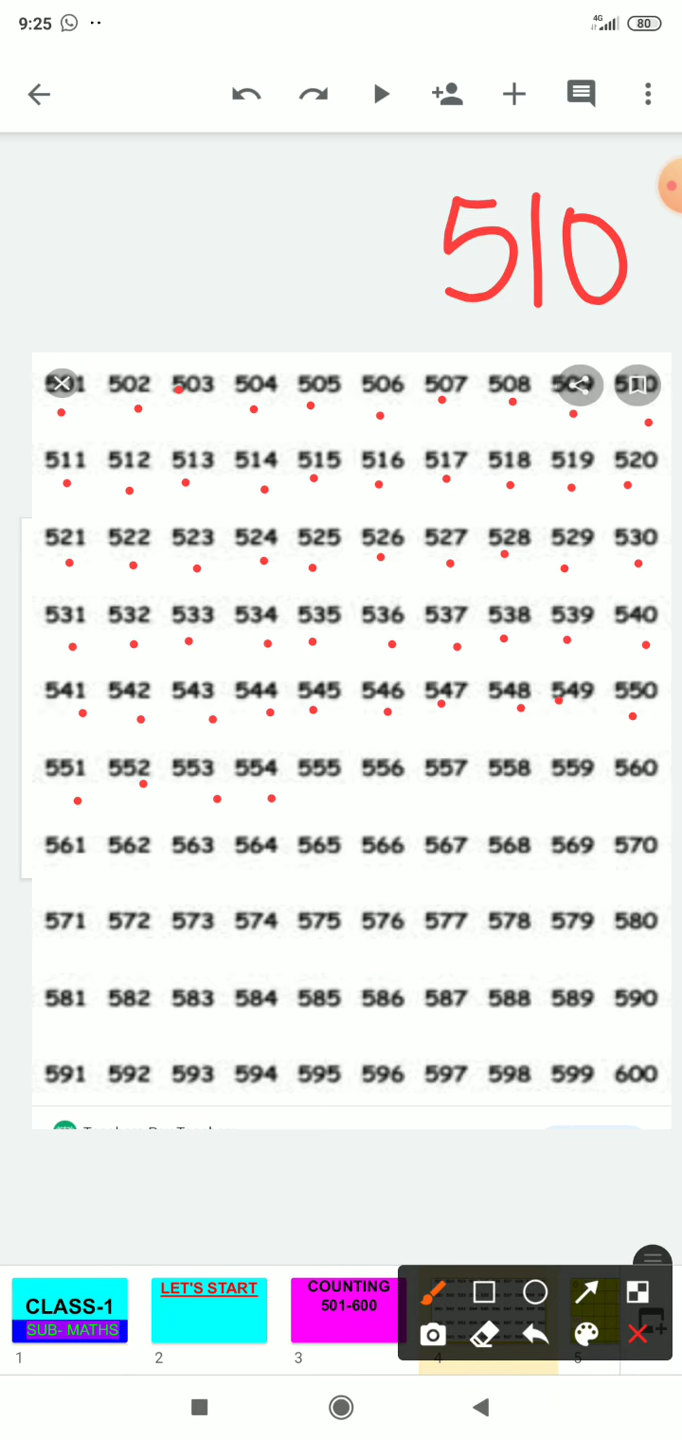 9:25 4G 80
510
502 503 504 505 506 507 508
511 512 513 514 515 516 517 518 519 520
521 522 523 524 525 526 527 528 529 530
531 532 533 534 535 536 537 538 539 540
541 542 543 544 545 546 547 548 549 550
551 552 553 554 555 556 557 558 559 560
561 562 563 564 565 566 567 568 569 570
571 572 573 574 575 576 577 578 579 580
581 582 583 584 585 586 587 588 589 590
591 592 593 594 595 596 597 598 599 600
CLASS-1
SUB- MATHS
LET'S START
COUNTING
501-600
1 2 3 4 5